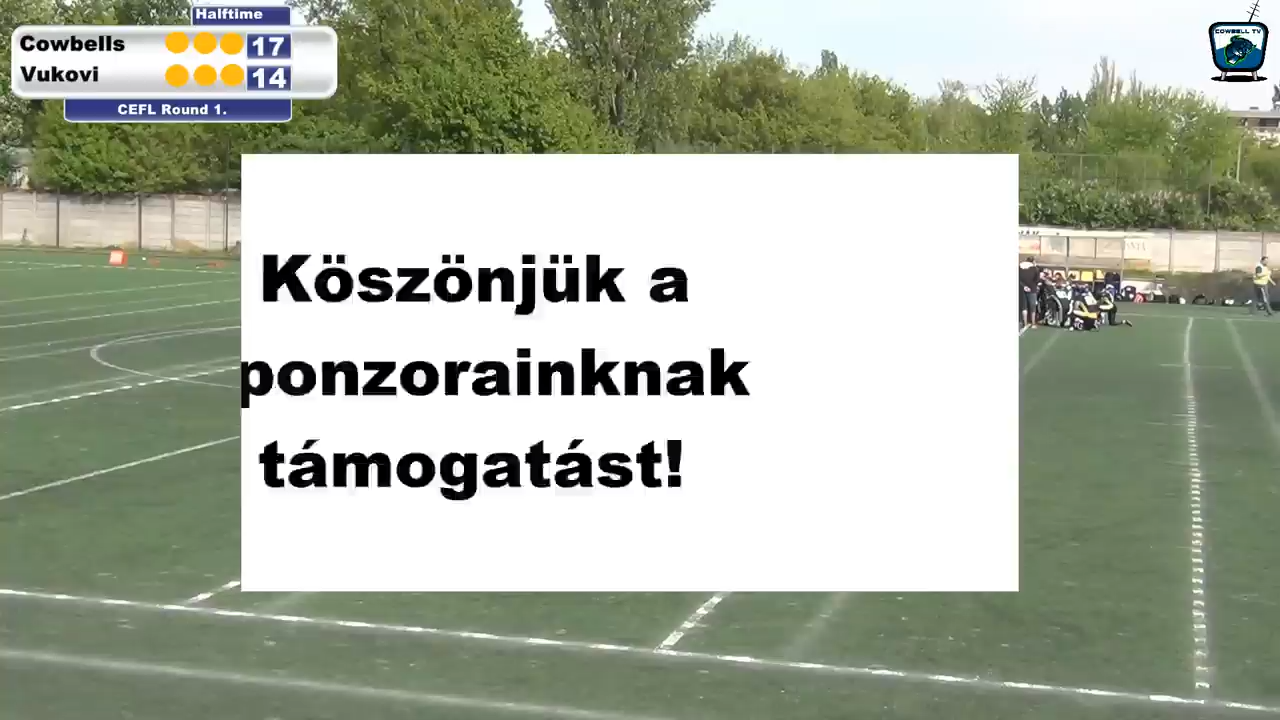 Halftime
Cowbells 17
Vukovi 14
CEFL Round 1.
COWBELL TV
Köszönjük a
ponzorainknak
támogatást!